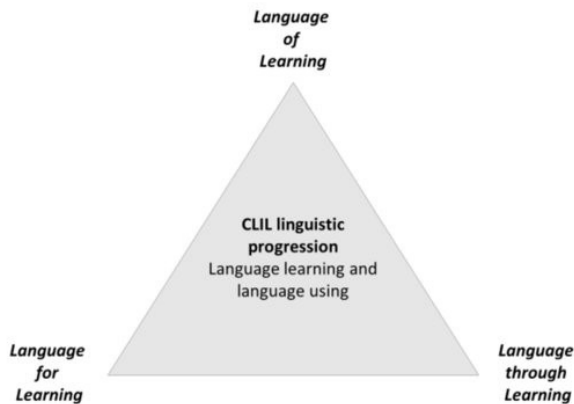 Language
of
Learning
CLIL linguistic
progression
Language learning and
language using
Language
for
Learning
Language
through
Learning